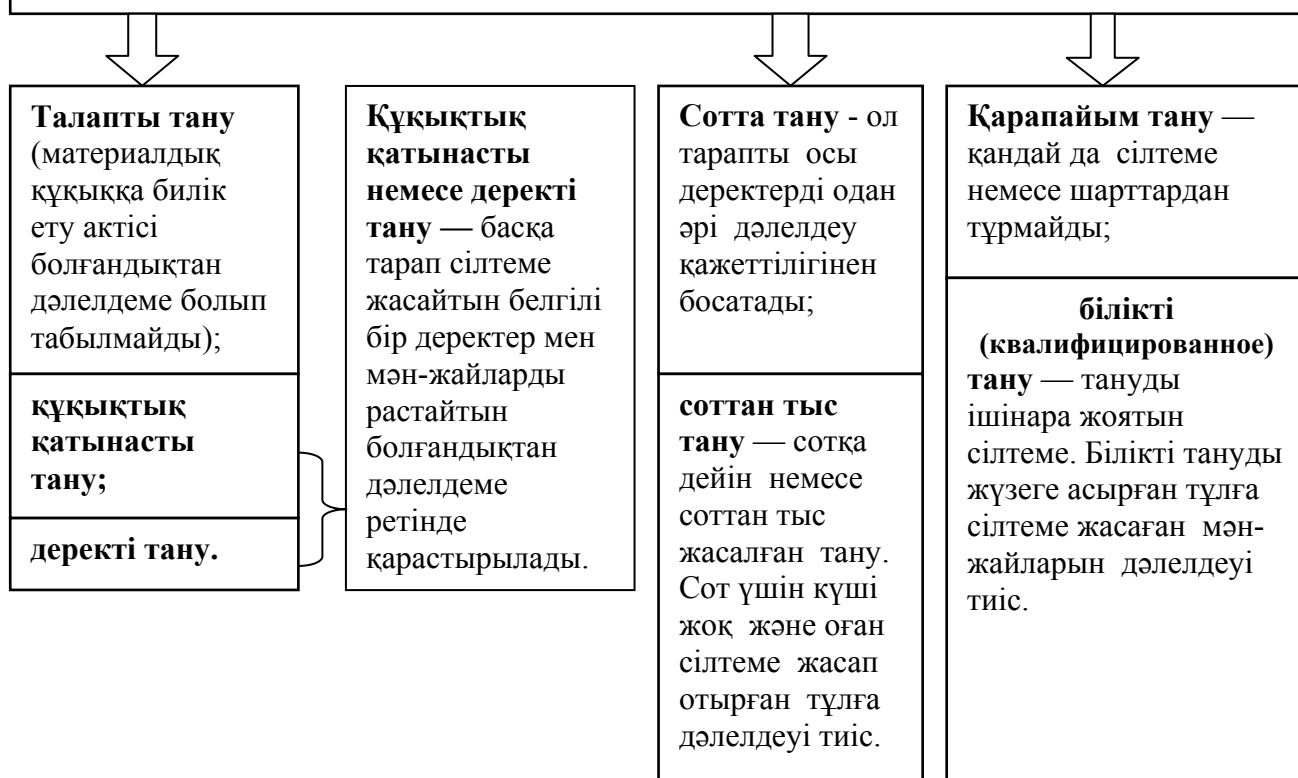 Талапты тану
(материалдық
құқыққа билик
ету актісі
болғандықтан
дәлелдеме болып
табылмайды);
құқықтық
қатынасты
тану;
деректі тану.
Құқықтық
қатынасты
немесе деректі
тану — басқа
тарап сілтеме
жасайтын белгілі
бір деректер мен
мән-жайларды
растайтын
болғандықтан
дәлелдеме
ретінде
қарастырылады.
Сотта тану - ол
тарапты осы
деректерді одан
әрі дәлелдеу
қажеттілігінен
босатады;
соттан тыс
тану — сотқа
дейін немесе
соттан тыс
жасалған тану.
Сот үшін күші
жоқ және оған
сілтеме жасап
отырған тұлға
дәлелдеуі тиіс.
Қарапайым тану —
қандай да сілтеме
немесе шарттардан
тұрмайды;
білікті
(квалифицированное)
тану — тануды
ішінара жоятын
сілтеме. Білікті тануды
жүзеге асырған тұлға
сілтеме жасаған мән-
жайларын дәлелдеуі
тиіс.